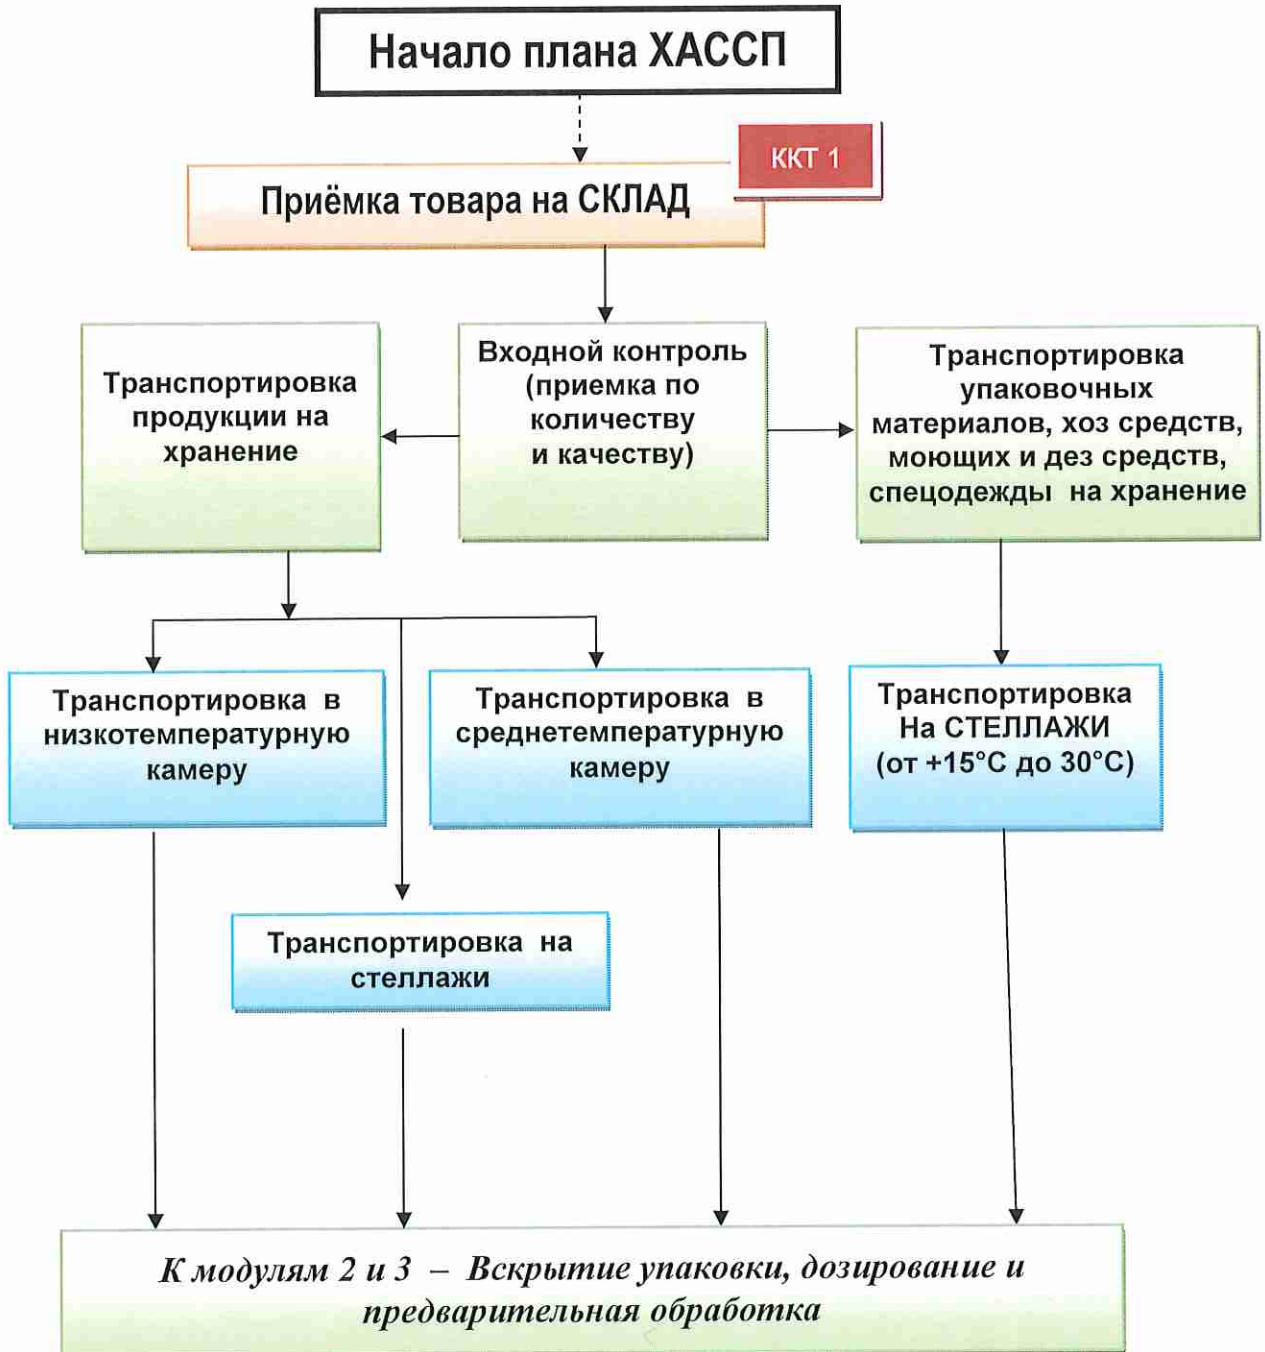 Начало плана ХАССП
ККТ 1
Приёмка товара на СКЛАД
Транспортировка
продукции на
хранение
Входной контроль
(приемка по
количеству
и качеству)
Транспортировка
упаковочных
материалов, хоз средств,
моющих и дез средств,
спецодежды на хранение
Транспортировка в
низкотемпературную
камеру
Транспортировка в
среднетемпературную
камеру
Транспортировка
На СТЕЛЛАЖИ
(от +15°С до 30°С)
Транспортировка на
стеллажи
К модулям 2 и 3 – Вскрытие упаковки, дозирование и
предварительная обработка